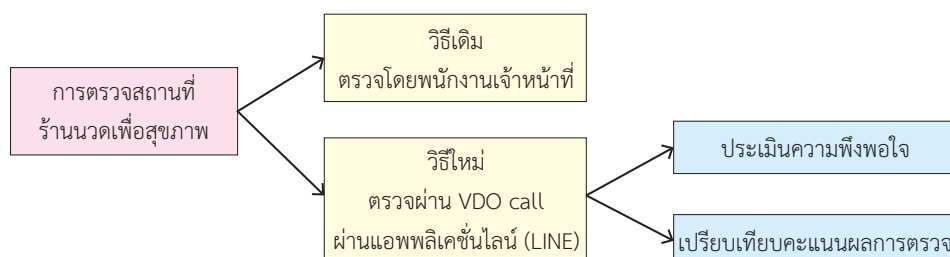 การตรวจสถานที่
ร้านนวดเพื่อสุขภาพ
วิธีเดิม
ตรวจโดยพนักงานเจ้าหน้าที่
วิธีใหม่
ตรวจผ่าน VDO call
ผ่านแอพพลิเคชั่นไลน์ (LINE)
ประเมินความพึงพอใจ
เปรียบเทียบคะแนนผลการตรวจ